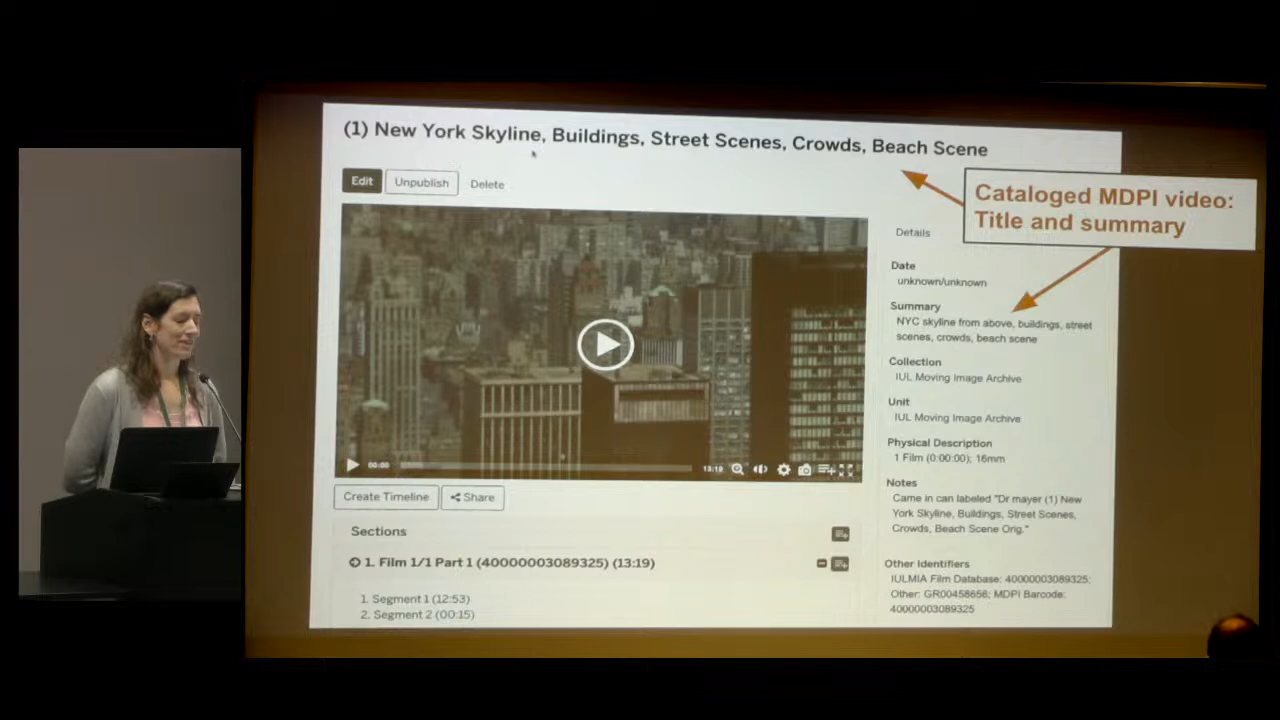 (1) New York Skyline, Buildings, Street Scenes, Crowds, Beach Scene
Edit
Unpublish
Delete
Cataloged MDPI video:
Title and summary
Details
Date
unknown/unknown
Summary
NYC skyline from above, buildings, street
scenes, crowds, beach scene
Collection
IUL Moving Image Archive
Unit
IUL Moving Image Archive
Physical Description
1 Film (0:00:00); 16mm
Notes
Came in can labeled "Dr mayer (1) New
York Skyline, Buildings, Street Scenes,
Crowds, Beach Scene Orig."
Other Identifiers
IULMIA Film Database: 40000003089325;
Other: GR00458656; MDPI Barcode:
40000003089325
00:00
13:19
Create Timeline
Share
Sections
1. Film 1/1 Part 1 (40000003089325) (13:19)
1. Segment 1 (12:53)
2. Segment 2 (00:15)